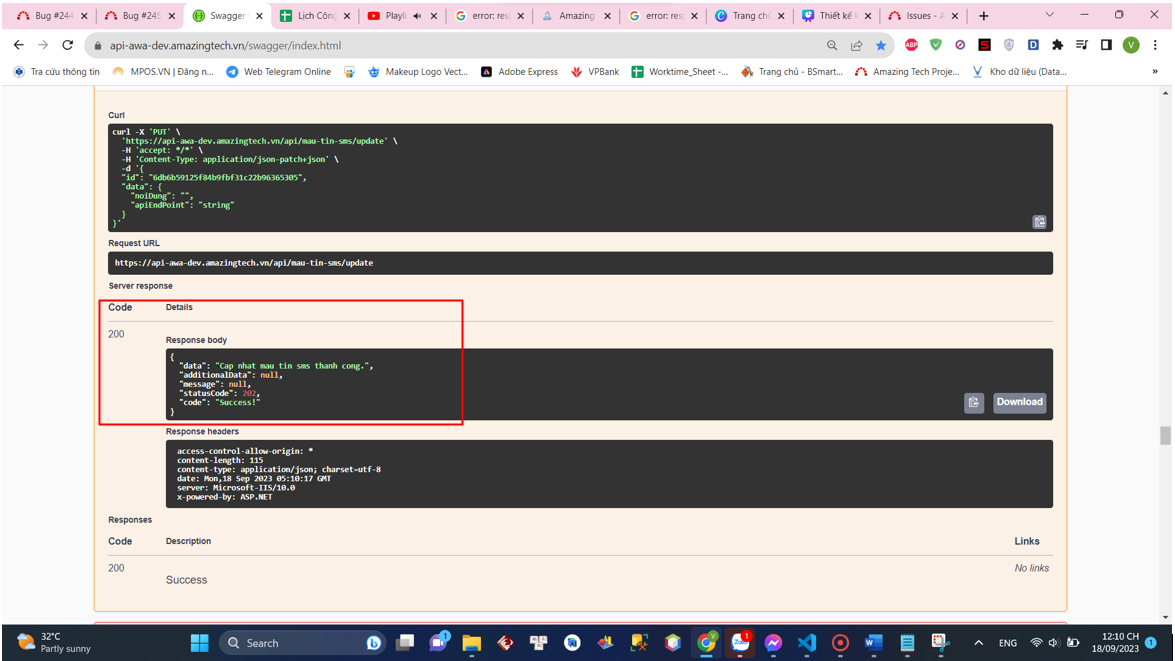 Bug #244
Bug #245
Swagger
Lịch Công
Playli
error: res
Amazing
error: res
Trang ch
Thiết kế k
Issues - A
api-awa-dev.amazingtech.vn/swagger/index.html
ABP
S
D
V
Tra cứu thông tin
MPOS.VN | Đăng n...
Web Telegram Online
Makeup Logo Vect...
Adobe Express
VPBank
Worktime_Sheet -...
Trang chủ - BSmart...
Amazing Tech Proje...
Kho dữ liệu (Data...
»
Curl
curl -X 'PUT' \
'https://api-awa-dev.amazingtech.vn/api/mau-tin-sms/update' \
-H 'accept: */*' \
-H 'Content-Type: application/json-patch+json' \
-d '{
"id": "6db6b59125f84b9fbf31c22b96365305",
"data": {
"noiDung": "",
"apiEndPoint": "string"
}
}'
Request URL
https://api-awa-dev.amazingtech.vn/api/mau-tin-sms/update
Server response
Code Details
200
Response body
{
"data": "Cap nhat mau tin sms thanh cong.",
"additionalData": null,
"message": null,
"statusCode": 202,
"code": "Success!"
}
Download
Response headers
access-control-allow-origin: *
content-length: 115
content-type: application/json; charset=utf-8
date: Mon,18 Sep 2023 05:10:17 GMT
server: Microsoft-IIS/10.0
x-powered-by: ASP.NET
Responses
Code Description Links
200 No links
Success
32°C
Partly sunny
Search
1
V
Zalo
1
W
ENG
12:10 CH
18/09/2023
1